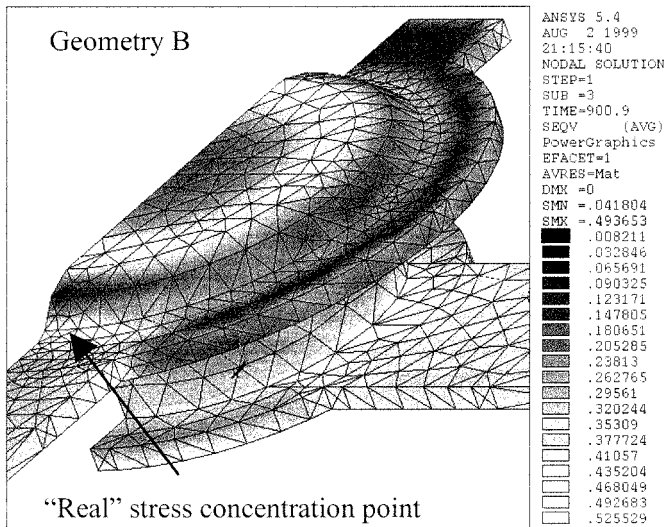 Geometry B
"Real" stress concentration point
ANSYS 5.4
AUG 2 1999
21:15:40
NODAL SOLUTION
STEP=1
SUB =3
TIME=900.9
SEQV (AVG)
PowerGraphics
EFACET=1
AVRES=Mat
DMX =0
SMN =.041804
SMX =.493653
.008211
.032846
.065691
.090325
.123171
.147805
.180651
.205285
.23813
.262765
.29561
.320244
.35309
.377724
.41057
.435204
.468049
.492683
.525529